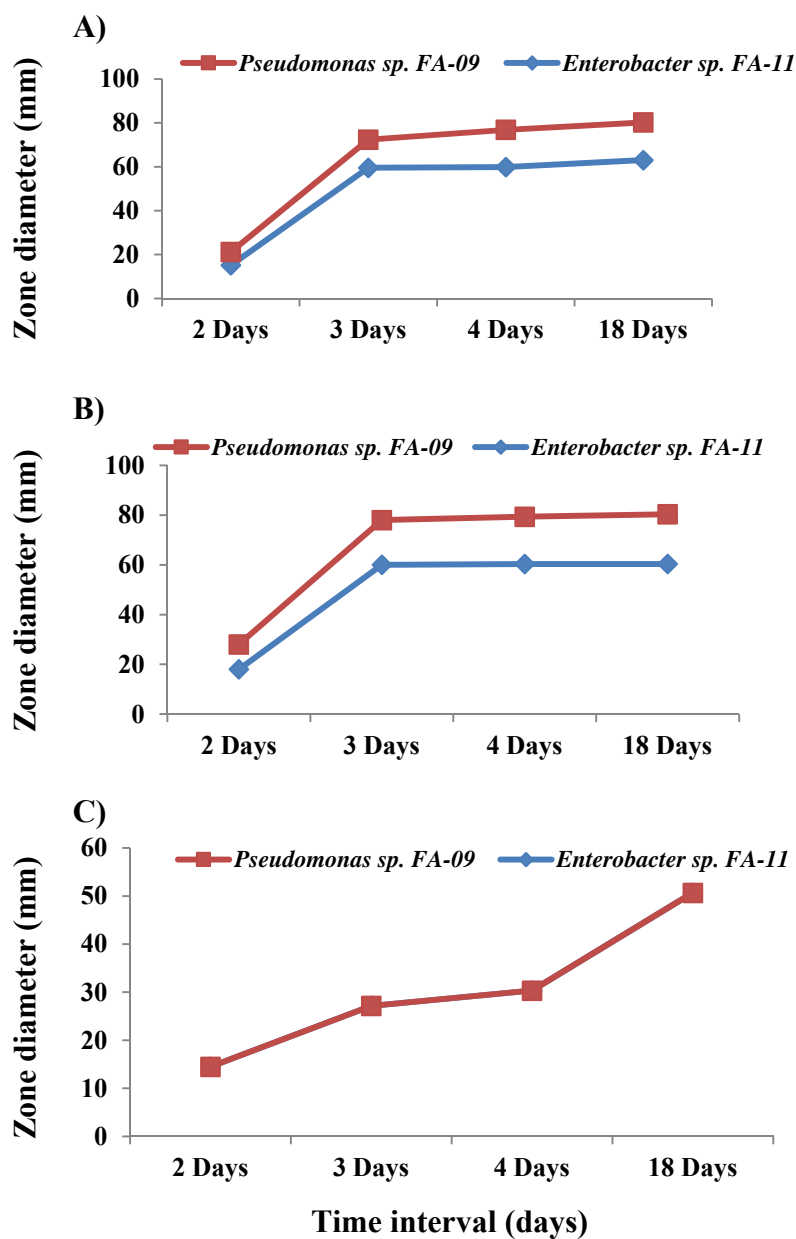 A)
Pseudomonas sp. FA-09 Enterobacter sp. FA-11
Zone diameter (mm)
100
80
60
40
20
0
2 Days 3 Days 4 Days 18 Days
B)
Pseudomonas sp. FA-09 Enterobacter sp. FA-11
Zone diameter (mm)
100
80
60
40
20
0
2 Days 3 Days 4 Days 18 Days
C)
Pseudomonas sp. FA-09 Enterobacter sp. FA-11
Zone diameter (mm)
60
50
40
30
20
10
0
2 Days 3 Days 4 Days 18 Days
Time interval (days)